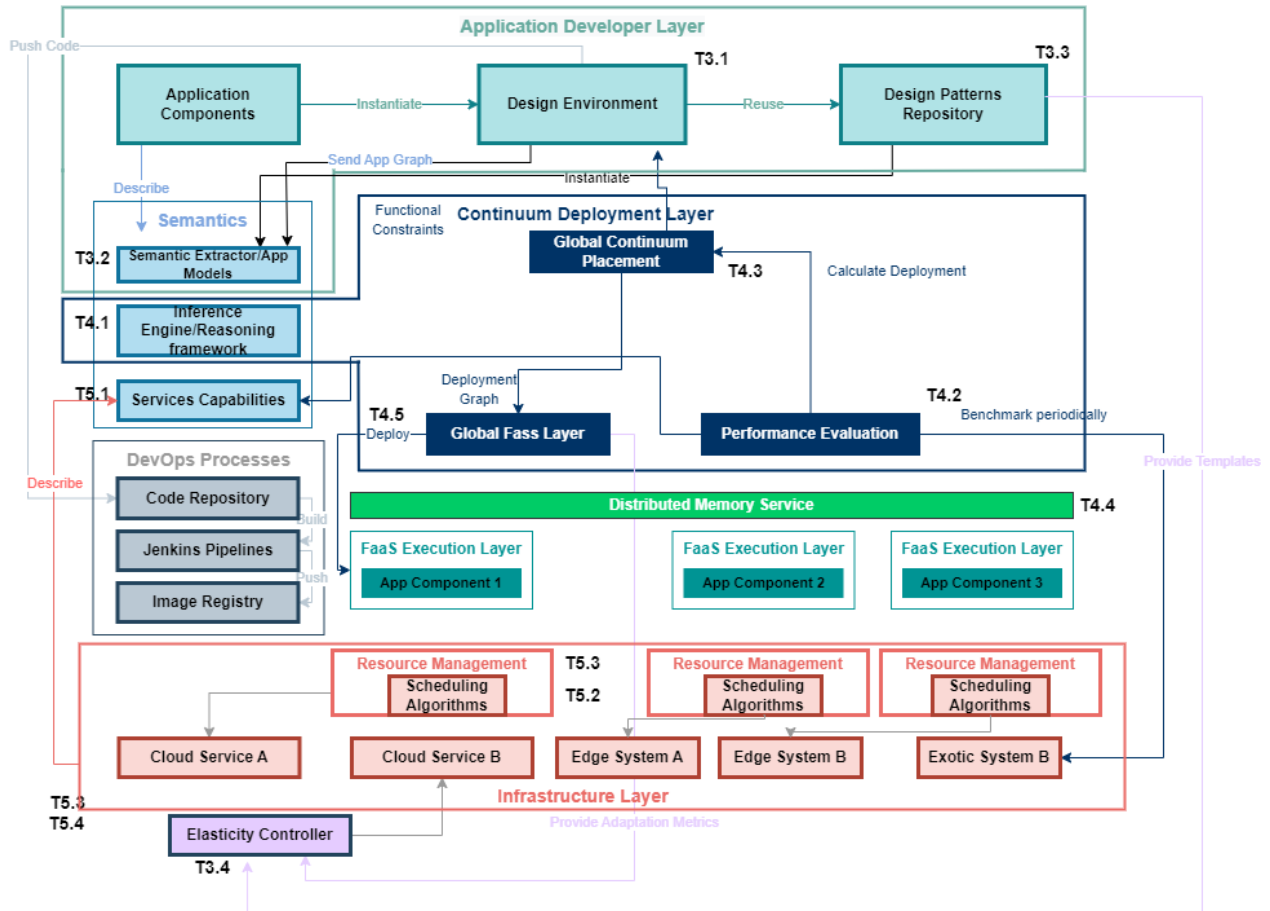 Application Developer Layer
Push Code
T3.1
T3.3
Application
Components
Instantiate
Design Environment
Reuse
Design Patterns
Repository
Send App Graph
Instantiate
Describe
Semantics
Functional
Constraints
Continuum Deployment Layer
T3.2
Semantic Extractor/App
Models
Global Continuum
Placement
T4.3
Calculate Deployment
T4.1
Inference
Engine/Reasoning
framework
T5.1
Services Capabilities
Deployment
Graph
T4.5
Deploy
Global Fass Layer
Performance Evaluation
T4.2
Benchmark periodically
DevOps Processes
Provide Templates
Describe
Code Repository
Build
Distributed Memory Service
T4.4
Jenkins Pipelines
Push
Image Registry
FaaS Execution Layer
App Component 1
FaaS Execution Layer
App Component 2
FaaS Execution Layer
App Component 3
Resource Management
Scheduling
Algorithms
T5.3
T5.2
Resource Management
Scheduling
Algorithms
Resource Management
Scheduling
Algorithms
Cloud Service A
Cloud Service B
Edge System A
Edge System B
Exotic System B
Infrastructure Layer
T5.3
T5.4
Elasticity Controller
Provide Adaptation Metrics
T3.4